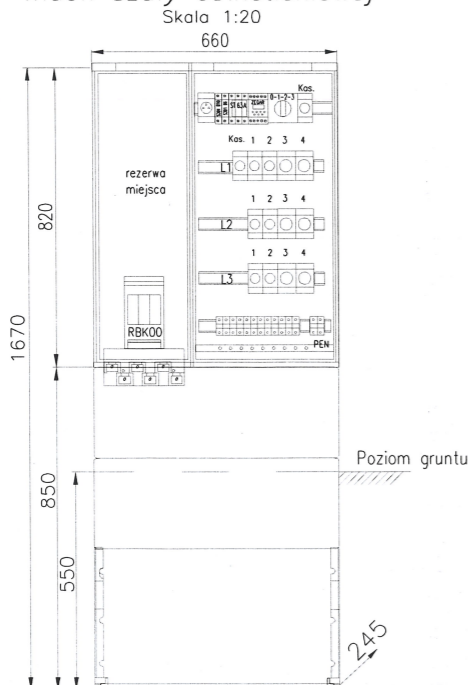 Skala 1:20
660
Kas.
0-1-2-3
ZEGAR
ST 63A
Kas. 1 2 3 4
L1
rezerwa
miejsca
1 2 3 4
L2
820
1 2 3 4
L3
1670
RBK00
PEN
Poziom gruntu
850
550
245